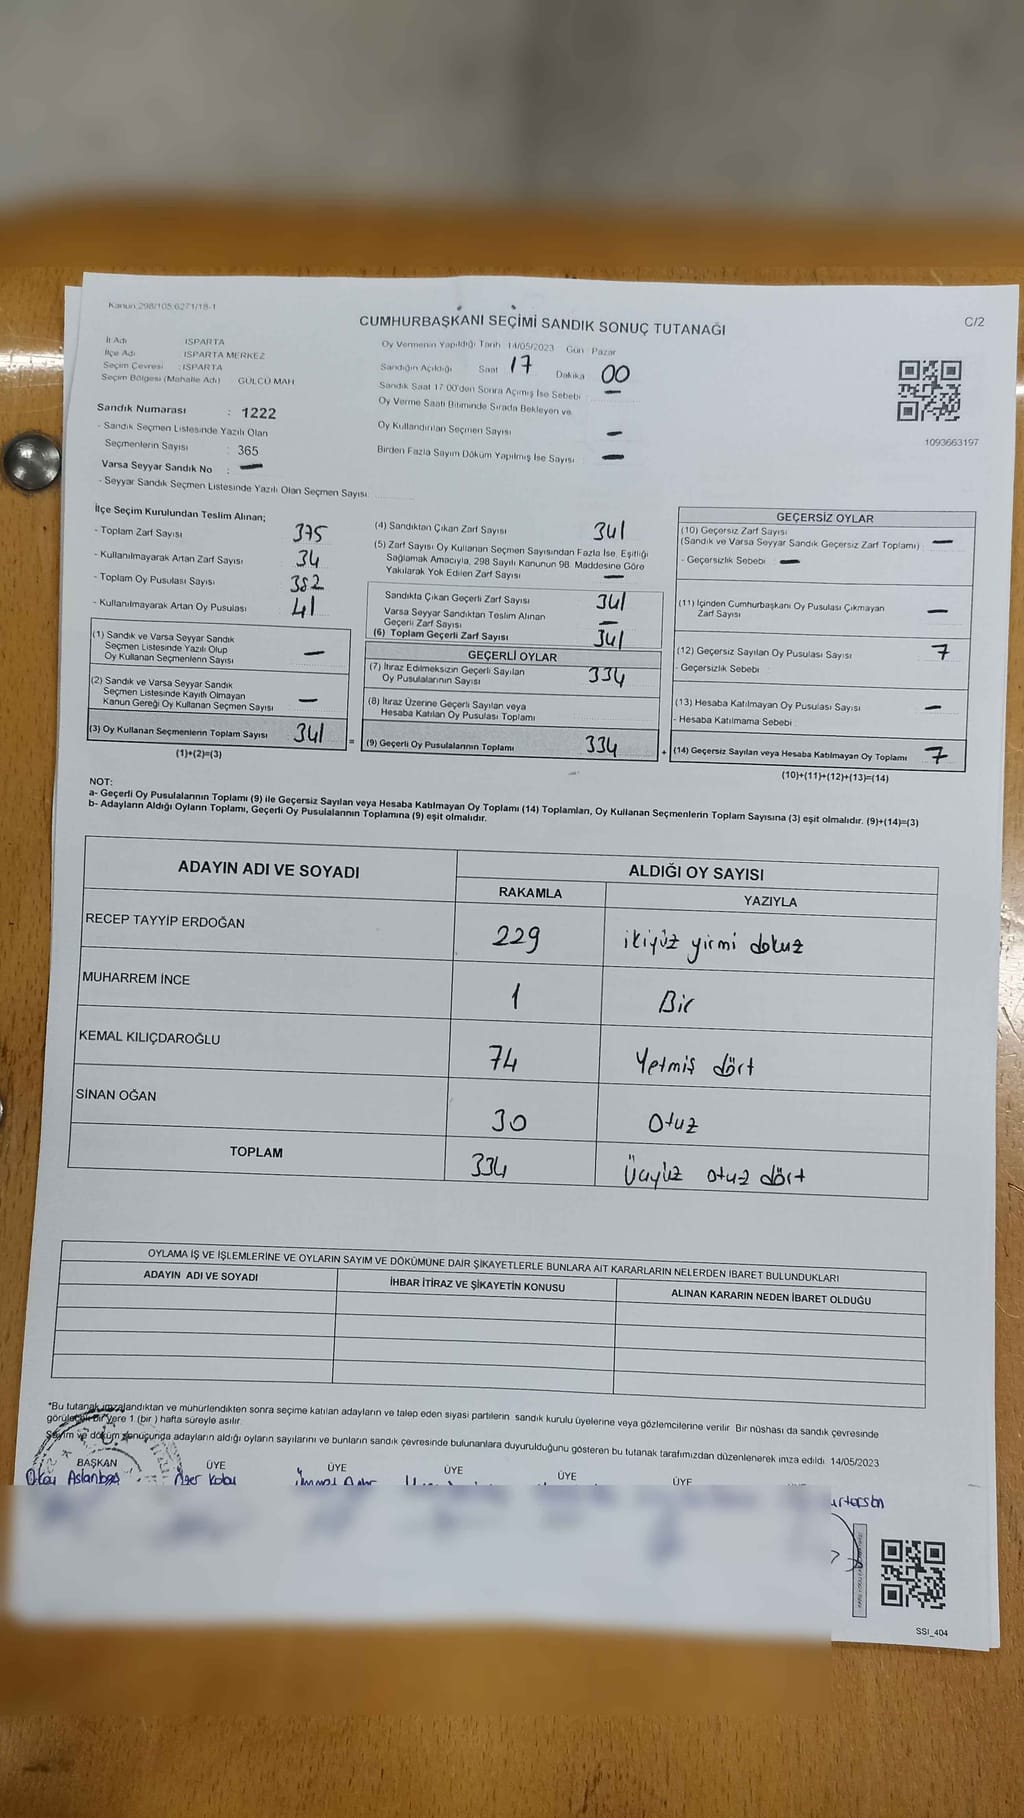 Kanun 298/105,6271/18-1
CUMHURBAŞKANI SEÇİMİ SANDIK SONUÇ TUTANAĞI
C/2
İl Adı : ISPARTA
İlçe Adı : ISPARTA MERKEZ
Seçim Çevresi : ISPARTA
Seçim Bölgesi (Mahalle Adı) : GÜLCÜ MAH
Sandık Numarası : 1222
- Sandık Seçmen Listesinde Yazılı Olan
Seçmenlerin Sayısı : 365
Varsa Seyyar Sandık No : —
- Seyyar Sandık Seçmen Listesinde Yazılı Olan Seçmen Sayısı
Oy Vermenin Yapıldığı Tarih 14/05/2023 Gün Pazar
Sandığın Açıldığı Saat 17 Dakika 00
Sandık Saat 17 00'den Sonra Açımış İse Sebebi —
Oy Verme Saati Bitiminde Sırada Bekleyen ve
Oy Kullandırılan Seçmen Sayısı —
Birden Fazla Sayım Döküm Yapılmış İse Sayısı —
1093663197
İlçe Seçim Kurulundan Teslim Alınan;
- Toplam Zarf Sayısı 375
- Kullanılmayarak Artan Zarf Sayısı 34
- Toplam Oy Pusulası Sayısı 382
- Kullanılmayarak Artan Oy Pusulası 41
(1) Sandık ve Varsa Seyyar Sandık
Seçmen Listesinde Yazılı Olup
Oy Kullanan Seçmenlerin Sayısı —
(2) Sandık ve Varsa Seyyar Sandık
Seçmen Listesinde Kayıtlı Olmayan
Kanun Gereği Oy Kullanan Seçmen Sayısı —
(3) Oy Kullanan Seçmenlerin Toplam Sayısı 341 =
(1)+(2)=(3)
(4) Sandıktan Çıkan Zarf Sayısı 341
(5) Zarf Sayısı Oy Kullanan Seçmen Sayısından Fazla İse, Eşitliği
Sağlamak Amacıyla, 298 Sayılı Kanunun 98. Maddesine Göre
Yakılarak Yok Edilen Zarf Sayısı —
Sandıkta Çıkan Geçerli Zarf Sayısı 341
Varsa Seyyar Sandıktan Teslim Alınan
Geçerli Zarf Sayısı —
(6) Toplam Geçerli Zarf Sayısı 341
GEÇERLİ OYLAR
(7) İtiraz Edilmeksizin Geçerli Sayılan
Oy Pusulalarının Sayısı 334
(8) İtiraz Üzerine Geçerli Sayılan veya
Hesaba Katılan Oy Pusulası Toplamı
(9) Geçerli Oy Pusulalarının Toplamı 334 +
GEÇERSİZ OYLAR
(10) Geçersiz Zarf Sayısı
(Sandık ve Varsa Seyyar Sandık Geçersiz Zarf Toplamı) —
- Geçersizlik Sebebi : —
(11) İçinden Cumhurbaşkanı Oy Pusulası Çıkmayan
Zarf Sayısı —
(12) Geçersiz Sayılan Oy Pusulası Sayısı 7
- Geçersizlik Sebebi :
(13) Hesaba Katılmayan Oy Pusulası Sayısı —
- Hesaba Katılmama Sebebi :
(14) Geçersiz Sayılan veya Hesaba Katılmayan Oy Toplamı 7
(10)+(11)+(12)+(13)=(14)
NOT:
a- Geçerli Oy Pusulalarının Toplamı (9) ile Geçersiz Sayılan veya Hesaba Katılmayan Oy Toplamı (14) Toplamları, Oy Kullanan Seçmenlerin Toplam Sayısına (3) eşit olmalıdır. (9)+(14)=(3)
b- Adayların Aldığı Oyların Toplamı, Geçerli Oy Pusulalarının Toplamına (9) eşit olmalıdır.
ADAYIN ADI VE SOYADI ALDIĞI OY SAYISI
RAKAMLA YAZIYLA
RECEP TAYYİP ERDOĞAN 229 ikiyüz yirmi dokuz
MUHARREM İNCE 1 Bir
KEMAL KILIÇDAROĞLU 74 Yetmiş dört
SİNAN OĞAN 30 Otuz
TOPLAM 334 Üçyüz otuz dört
OYLAMA İŞ VE İŞLEMLERİNE VE OYLARIN SAYIM VE DÖKÜMÜNE DAİR ŞİKAYETLERLE BUNLARA AİT KARARLARIN NELERDEN İBARET BULUNDUKLARI
ADAYIN ADI VE SOYADI İHBAR İTİRAZ VE ŞİKAYETİN KONUSU ALINAN KARARIN NEDEN İBARET OLDUĞU
*Bu tutanak imzalandıktan ve mühürlendikten sonra seçime katılan adayların ve talep eden siyasi partilerin sandık kurulu üyelerine veya gözlemcilerine verilir Bir nüshası da sandık çevresinde
görülecek bir yere 1 (bir ) hafta süreyle asılır.
Sayım ve döküm sonuçunda adayların aldığı oyların sayılarını ve bunların sandık çevresinde bulunanlara duyurulduğunu gösteren bu tutanak tarafımızdan düzenlenerek imza edildi. 14/05/2023
BAŞKAN ÜYE ÜYE ÜYE ÜYE ÜYE
SSI_404